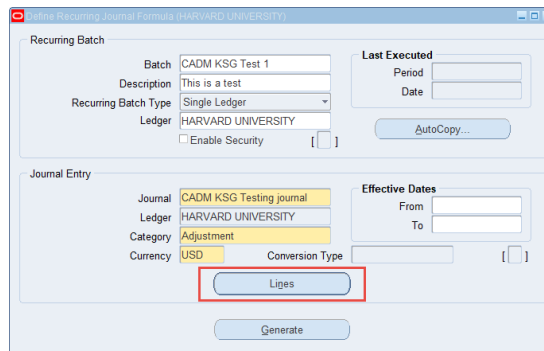 Define Recurring Journal Formula (HARVARD UNIVERSITY)
Recurring Batch
Batch CADM KSG Test 1
Description This is a test
Recurring Batch Type Single Ledger
Ledger HARVARD UNIVERSITY
Enable Security [ ]
Last Executed
Period
Date
AutoCopy...
Journal Entry
Journal CADM KSG Testing journal
Ledger HARVARD UNIVERSITY
Category Adjustment
Currency USD Conversion Type [ ]
Effective Dates
From
To
Lines
Generate